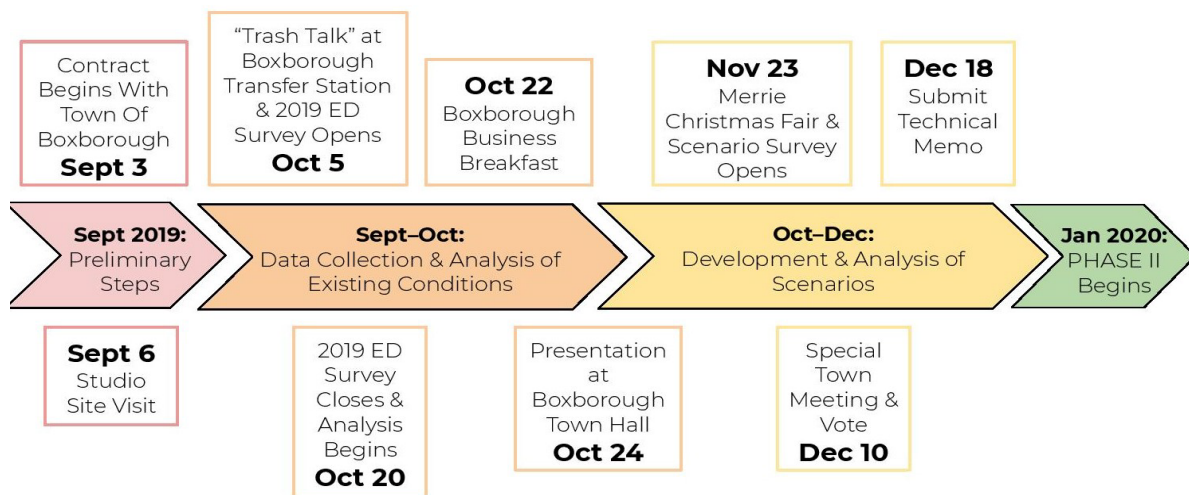 Contract
Begins With
Town Of
Boxborough
Sept 3
“Trash Talk” at
Boxborough
Transfer Station
& 2019 ED
Survey Opens
Oct 5
Oct 22
Boxborough
Business
Breakfast
Nov 23
Merrie
Christmas Fair &
Scenario Survey
Opens
Dec 18
Submit
Technical
Memo
Sept 2019:
Preliminary
Steps
Sept–Oct:
Data Collection & Analysis of
Existing Conditions
Oct–Dec:
Development & Analysis of
Scenarios
Jan 2020:
PHASE II
Begins
Sept 6
Studio
Site Visit
2019 ED
Survey
Closes &
Analysis
Begins
Oct 20
Presentation
at
Boxborough
Town Hall
Oct 24
Special
Town
Meeting &
Vote
Dec 10